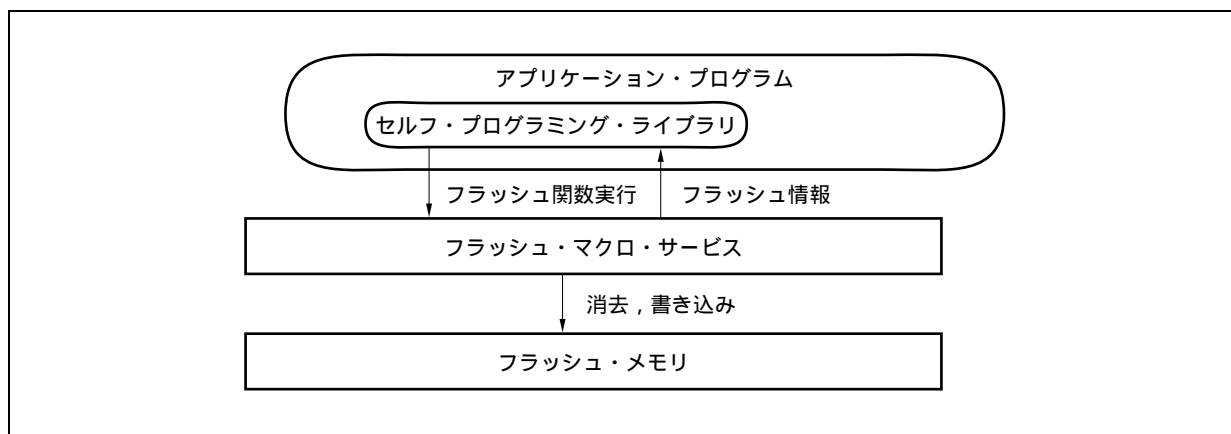 アプリケーション・プログラム
セルフ・プログラミング・ライブラリ
フラッシュ関数実行
フラッシュ情報
フラッシュ・マクロ・サービス
消去，書き込み
フラッシュ・メモリ